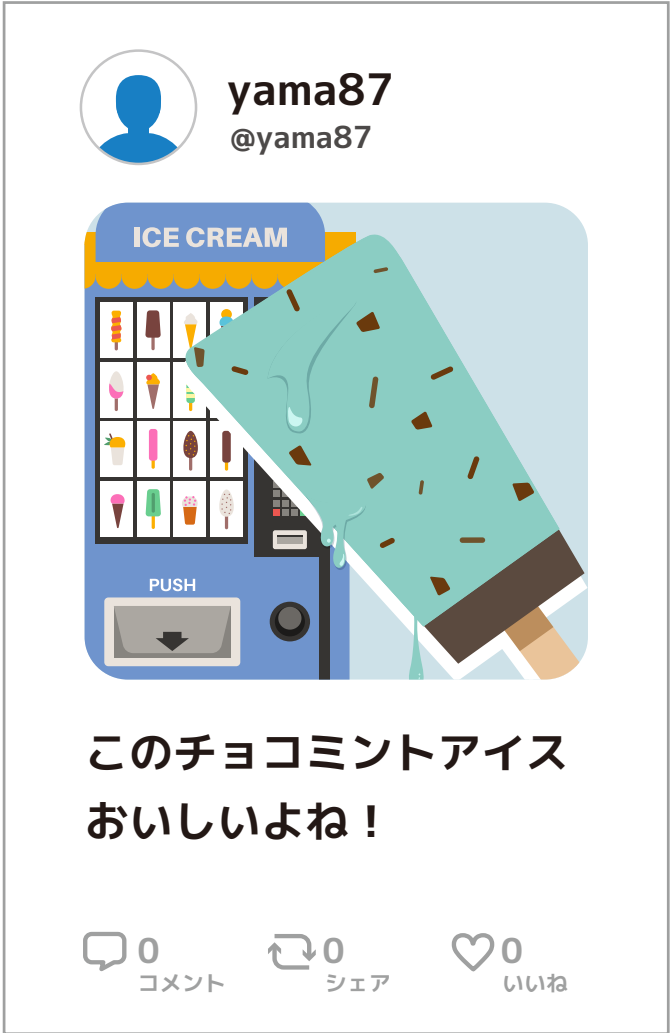 yama87
@yama87
ICE CREAM
PUSH
このチョコミントアイス
おいしいよね！
0
コメント
0
シェア
0
いいね